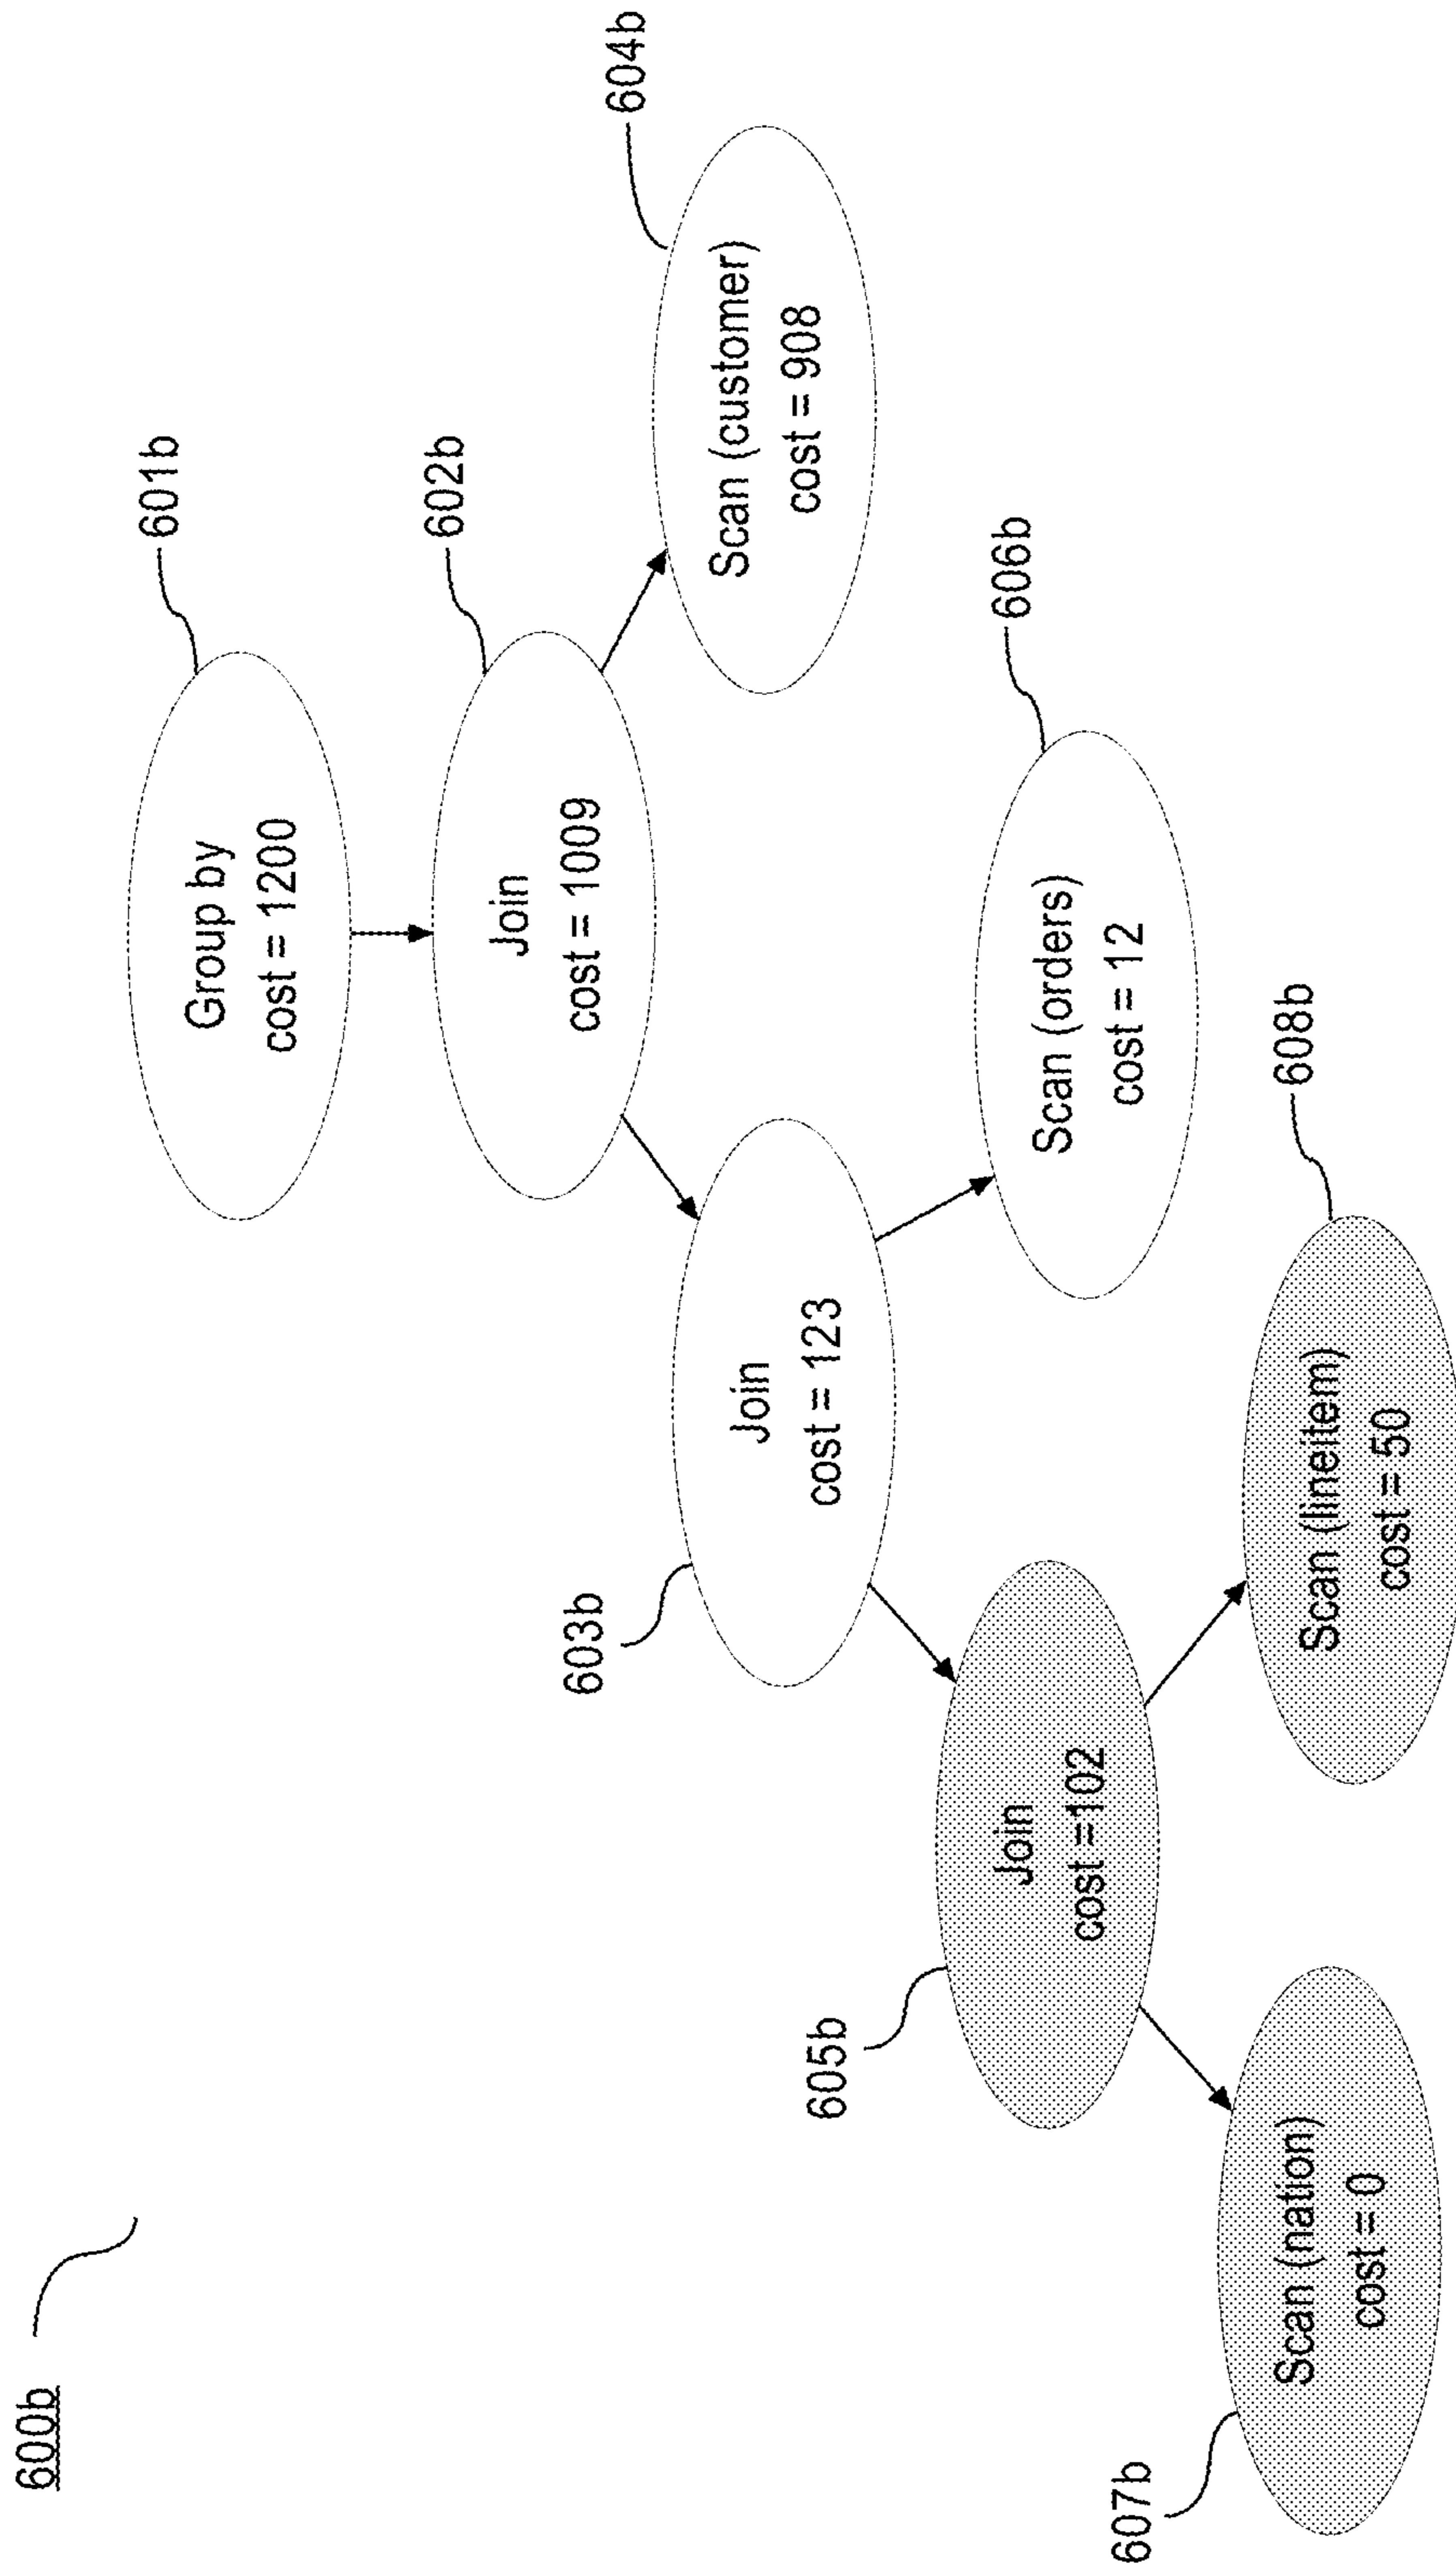 600b
601b
Group by
cost = 1200
602b
Join
cost = 1009
604b
Scan (customer)
cost = 908
603b
Join
cost = 123
606b
Scan (orders)
cost = 12
605b
Join
cost =102
608b
Scan (lineitem)
cost = 50
607b
Scan (nation)
cost = 0